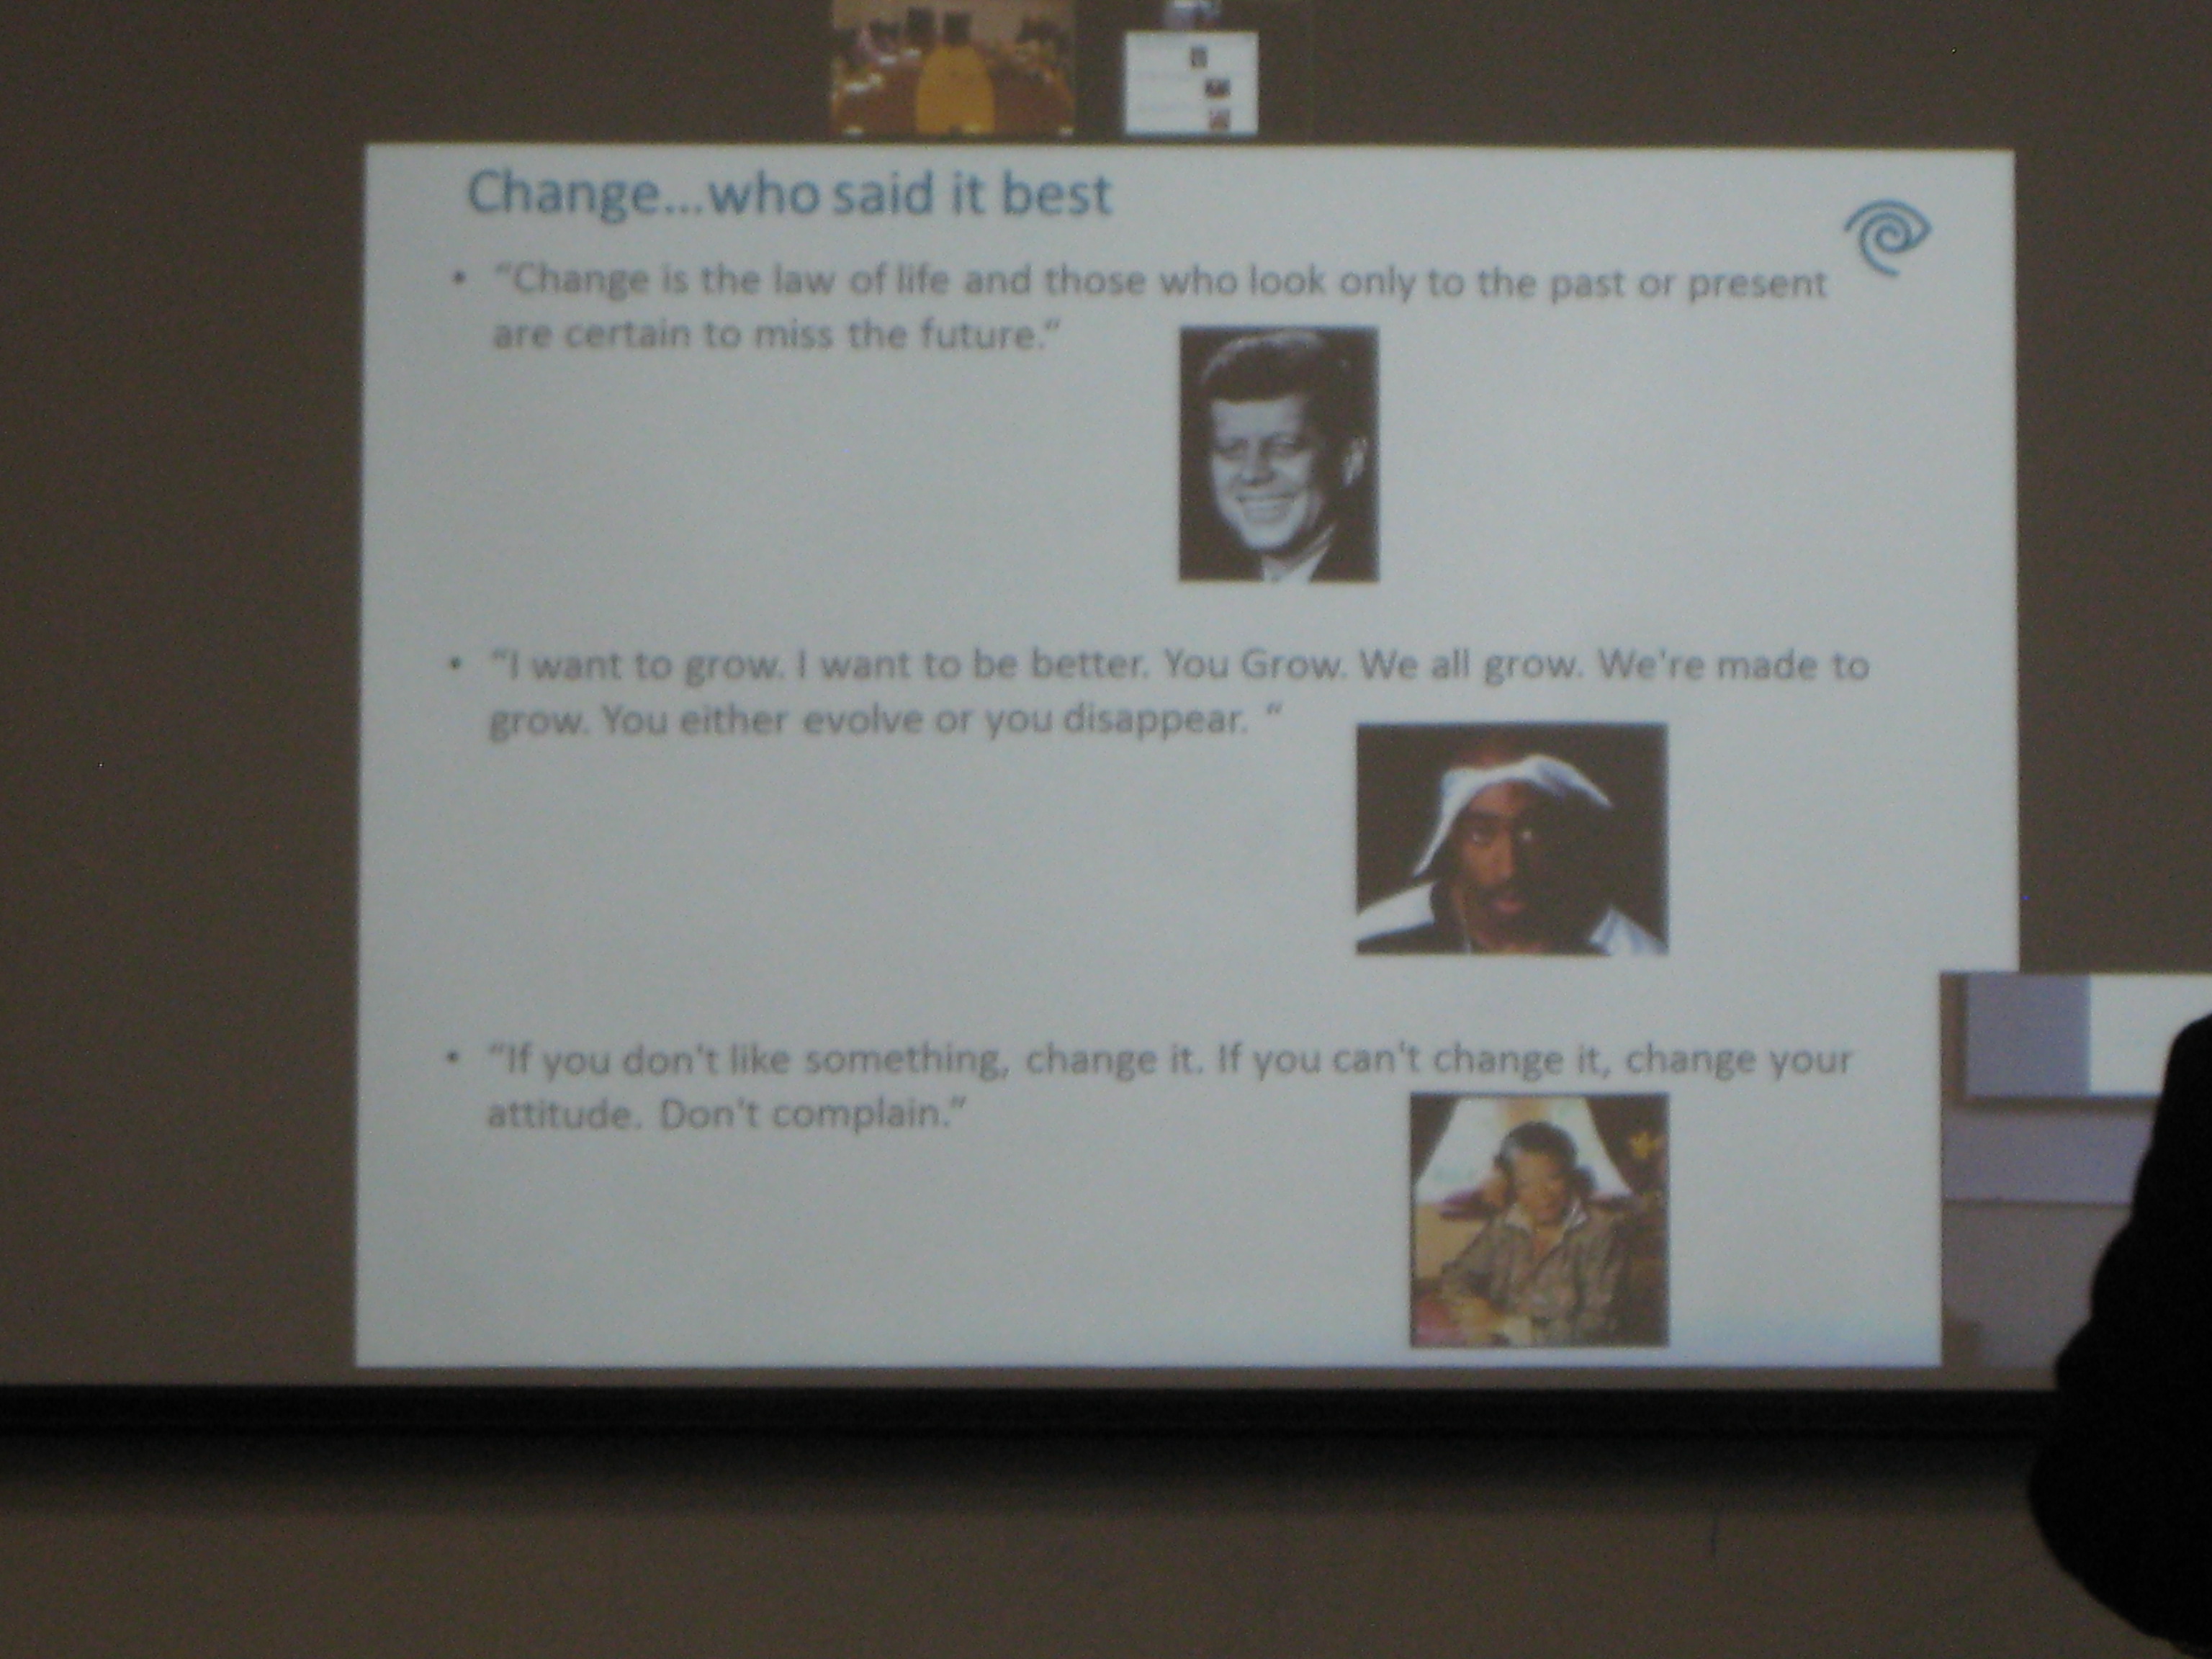 Change...who said it best
• “Change is the law of life and those who look only to the past or present
are certain to miss the future.”
• “I want to grow. I want to be better. You Grow. We all grow. We're made to
grow. You either evolve or you disappear. “
• “If you don't like something, change it. If you can't change it, change your
attitude. Don't complain.”